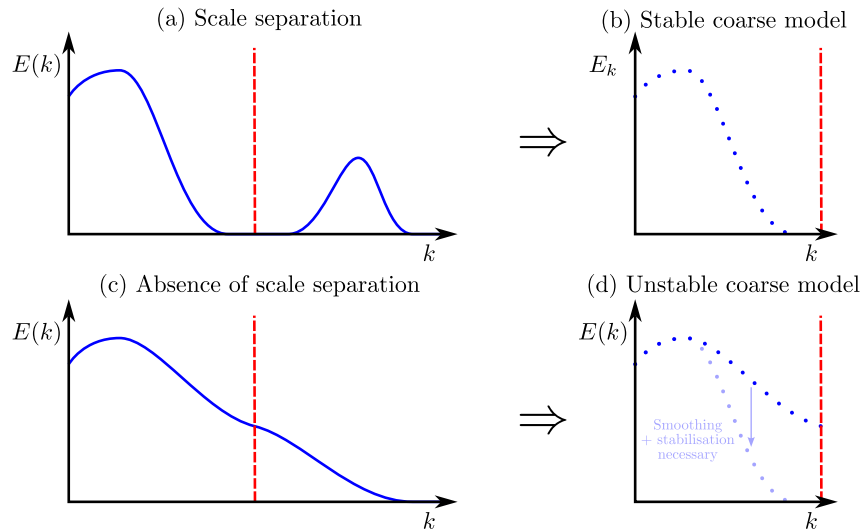 (a) Scale separation
(b) Stable coarse model
E(k)
E_k
⇒
k
k
(c) Absence of scale separation
(d) Unstable coarse model
E(k)
E(k)
⇒
Smoothing
+ stabilisation
necessary
k
k